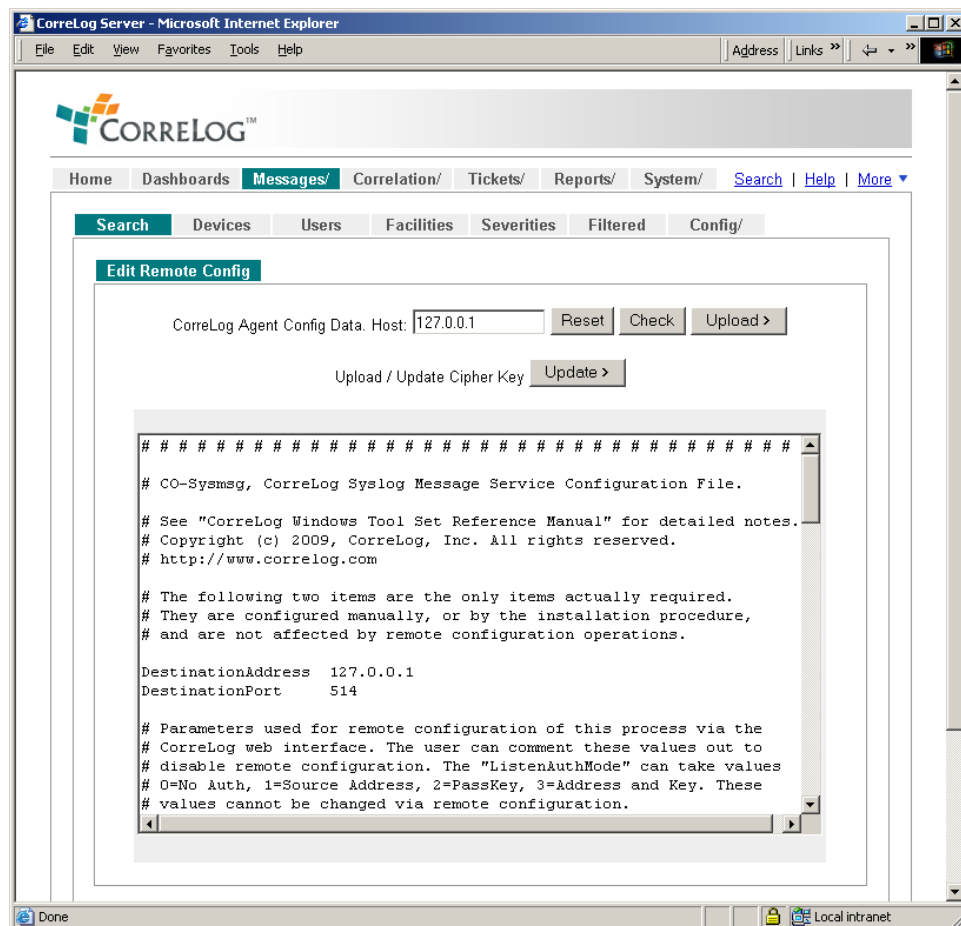 CorreLog Server - Microsoft Internet Explorer
File Edit View Favorites Tools Help Address Links »  »
CORRELOG™
Home Dashboards Messages/ Correlation/ Tickets/ Reports/ System/ Search | Help | More
Search Devices Users Facilities Severities Filtered Config/
Edit Remote Config
CorreLog Agent Config Data. Host: 127.0.0.1 Reset Check Upload >
Upload / Update Cipher Key Update >
# # # # # # # # # # # # # # # # # # # # # # # # # # # # # # # # # # #
# CO-Sysmsg, CorreLog Syslog Message Service Configuration File.
# See "CorreLog Windows Tool Set Reference Manual" for detailed notes.
# Copyright (c) 2009, CorreLog, Inc. All rights reserved.
# http://www.correlog.com
# The following two items are the only items actually required.
# They are configured manually, or by the installation procedure,
# and are not affected by remote configuration operations.
DestinationAddress 127.0.0.1
DestinationPort 514
# Parameters used for remote configuration of this process via the
# CorreLog web interface. The user can comment these values out to
# disable remote configuration. The "ListenAuthMode" can take values
# 0=No Auth, 1=Source Address, 2=PassKey, 3=Address and Key. These
# values cannot be changed via remote configuration.
Done Local intranet